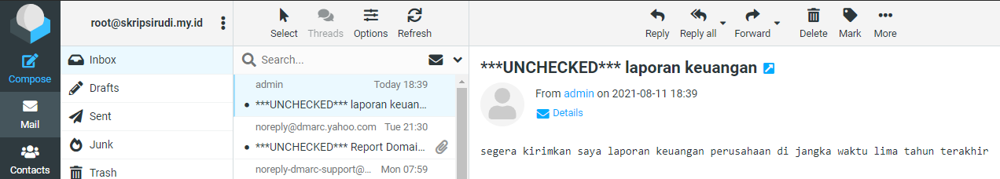 root@skripsirudi.my.id
Select
Threads
Options
Refresh
Reply
Reply all
Forward
Delete
Mark
More
Compose
Mail
Contacts
Inbox
Drafts
Sent
Junk
Trash
Search...
admin Today 18:39
***UNCHECKED*** laporan keuan...
noreply@dmarc.yahoo.com Tue 21:30
***UNCHECKED*** Report Domai...
noreply-dmarc-support@... Mon 07:59
***UNCHECKED*** laporan keuangan
From admin on 2021-08-11 18:39
Details
segera kirimkan saya laporan keuangan perusahaan di jangka waktu lima tahun terakhir